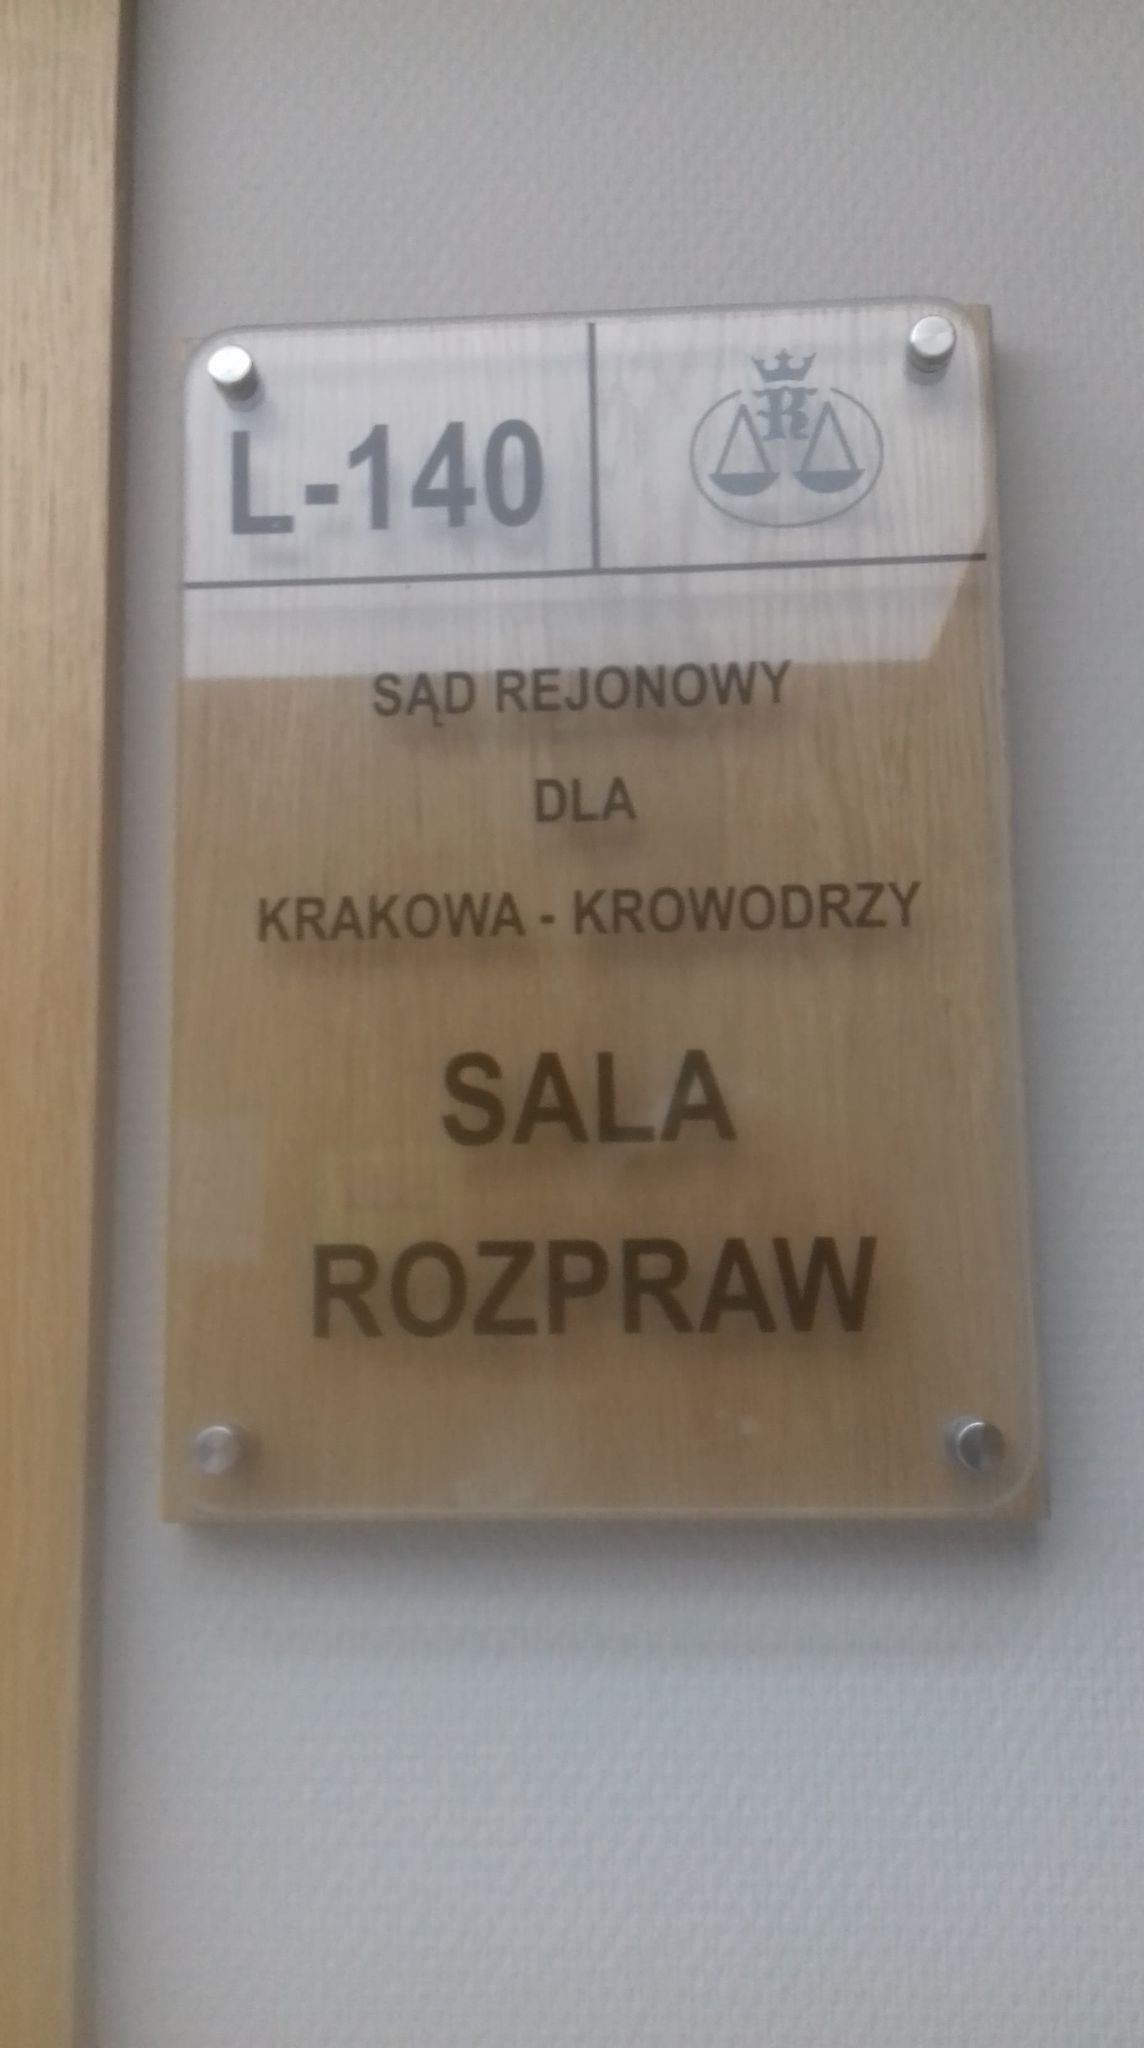 L-140
SĄD REJONOWY
DLA
KRAKOWA - KROWODRZY
SALA
ROZPRAW